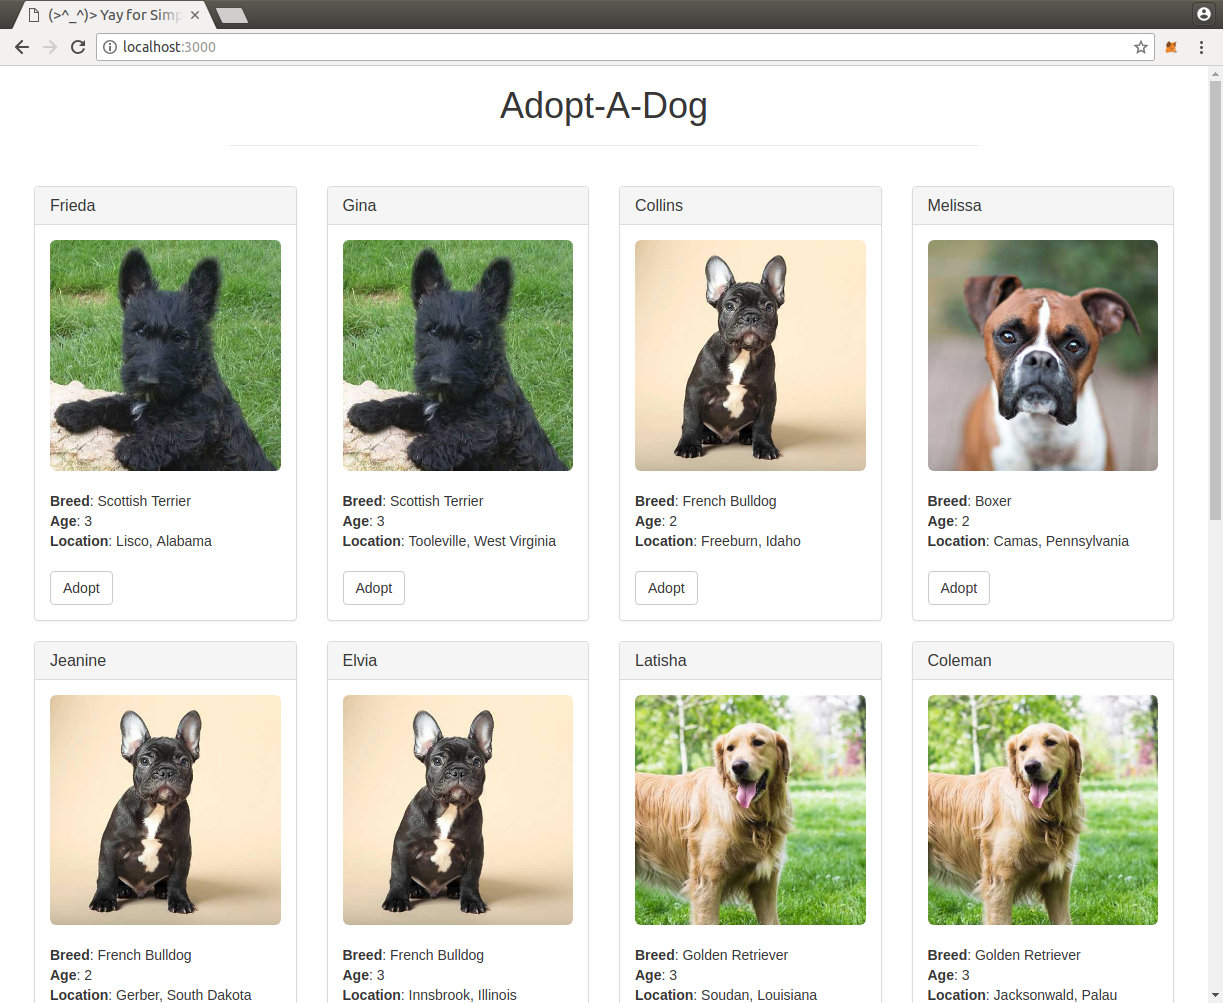 (>^_^)> Yay for Simp
localhost:3000
Adopt-A-Dog
Frieda
Breed: Scottish Terrier
Age: 3
Location: Lisco, Alabama
Adopt
Gina
Breed: Scottish Terrier
Age: 3
Location: Tooleville, West Virginia
Adopt
Collins
Breed: French Bulldog
Age: 2
Location: Freeburn, Idaho
Adopt
Melissa
Breed: Boxer
Age: 2
Location: Camas, Pennsylvania
Adopt
Jeanine
Breed: French Bulldog
Age: 2
Location: Gerber, South Dakota
Elvia
Breed: French Bulldog
Age: 3
Location: Innsbrook, Illinois
Latisha
Breed: Golden Retriever
Age: 3
Location: Soudan, Louisiana
Coleman
Breed: Golden Retriever
Age: 3
Location: Jacksonwald, Palau